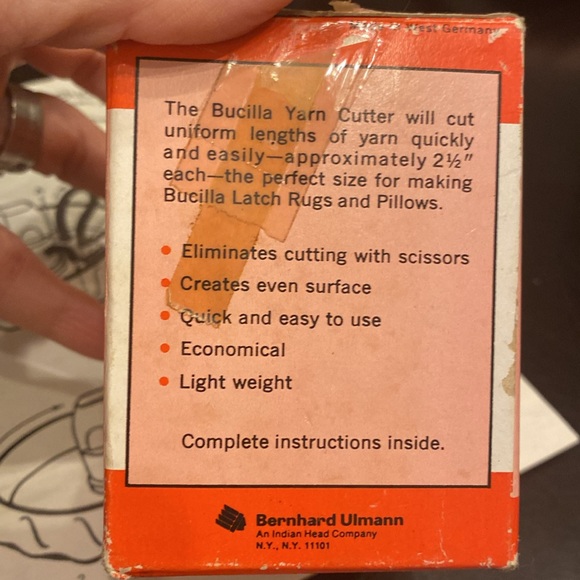 West Germany
The Bucilla Yarn Cutter will cut
uniform lengths of yarn quickly
and easily—approximately 2½"
each—the perfect size for making
Bucilla Latch Rugs and Pillows.
• Eliminates cutting with scissors
• Creates even surface
• Quick and easy to use
• Economical
• Light weight
Complete instructions inside.
Bernhard Ulmann
An Indian Head Company
N.Y., N.Y. 11101